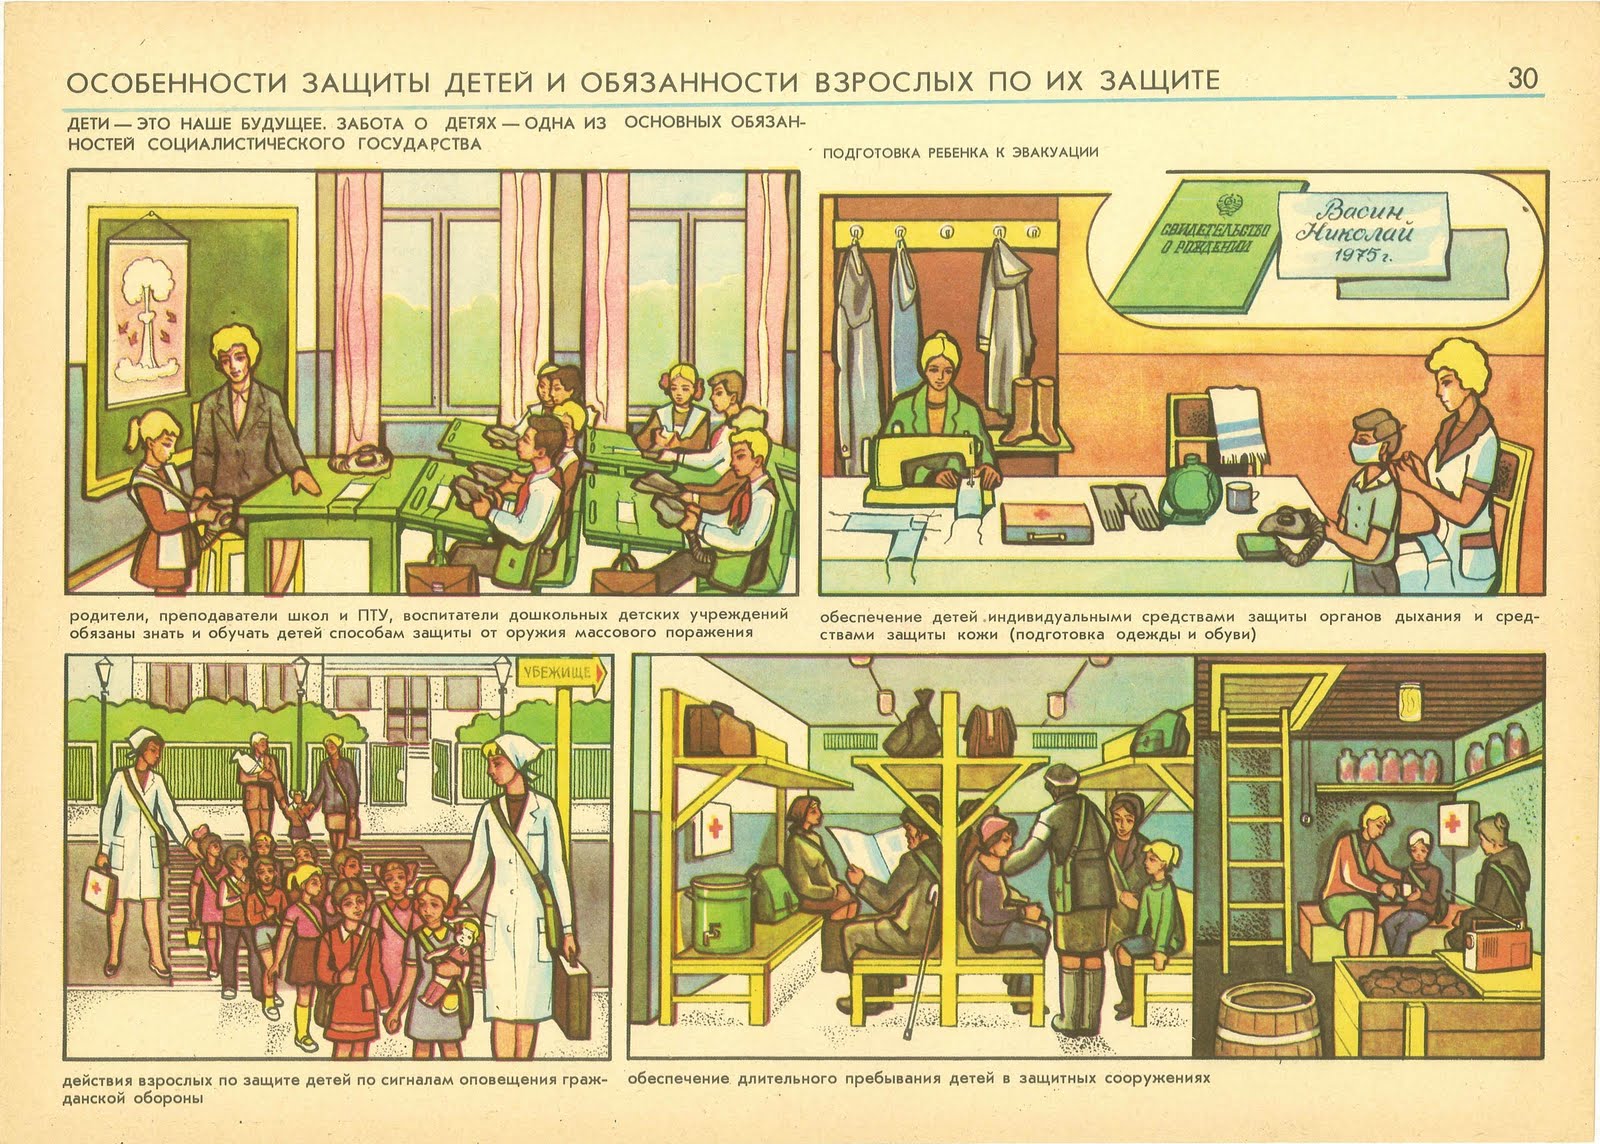 ОСОБЕННОСТИ ЗАЩИТЫ ДЕТЕЙ И ОБЯЗАННОСТИ ВЗРОСЛЫХ ПО ИХ ЗАЩИТЕ 30
ДЕТИ — ЭТО НАШЕ БУДУЩЕЕ. ЗАБОТА О ДЕТЯХ — ОДНА ИЗ ОСНОВНЫХ ОБЯЗАН-
НОСТЕЙ СОЦИАЛИСТИЧЕСКОГО ГОСУДАРСТВА
ПОДГОТОВКА РЕБЕНКА К ЭВАКУАЦИИ
СВИДЕТЕЛЬСТВО
О РОЖДЕНИИ
Васин
Николай
1975 г.
родители, преподаватели школ и ПТУ, воспитатели дошкольных детских учреждений
обязаны знать и обучать детей способам защиты от оружия массового поражения
обеспечение детей индивидуальными средствами защиты органов дыхания и сред-
ствами защиты кожи (подготовка одежды и обуви)
УБЕЖИЩЕ
действия взрослых по защите детей по сигналам оповещения граж-
данской обороны
обеспечение длительного пребывания детей в защитных сооружениях